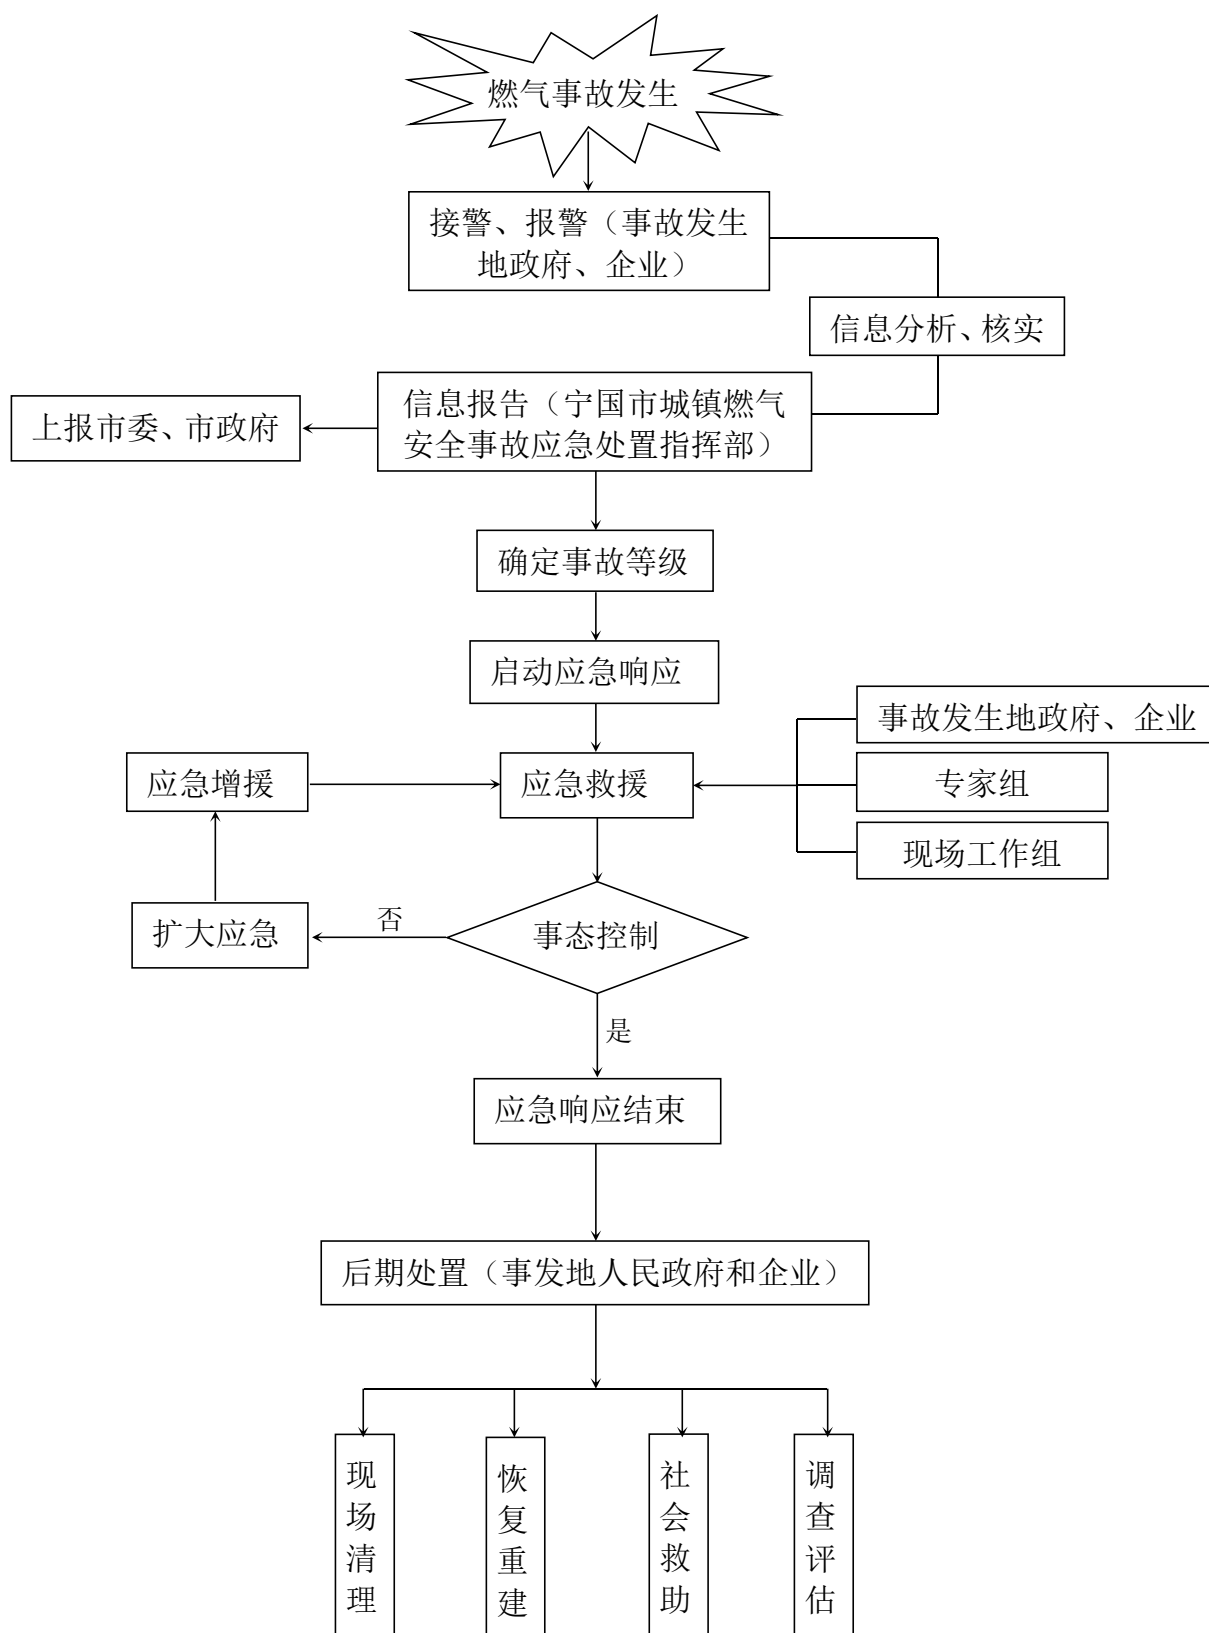 燃气事故发生
接警、报警（事故发生
地政府、企业）
信息分析、核实
信息报告（宁国市城镇燃气
安全事故应急处置指挥部）
上报市委、市政府
确定事故等级
启动应急响应
事故发生地政府、企业
应急增援
应急救援
专家组
现场工作组
扩大应急
否
事态控制
是
应急响应结束
后期处置（事发地人民政府和企业）
现场清理
恢复重建
社会救助
调查评估